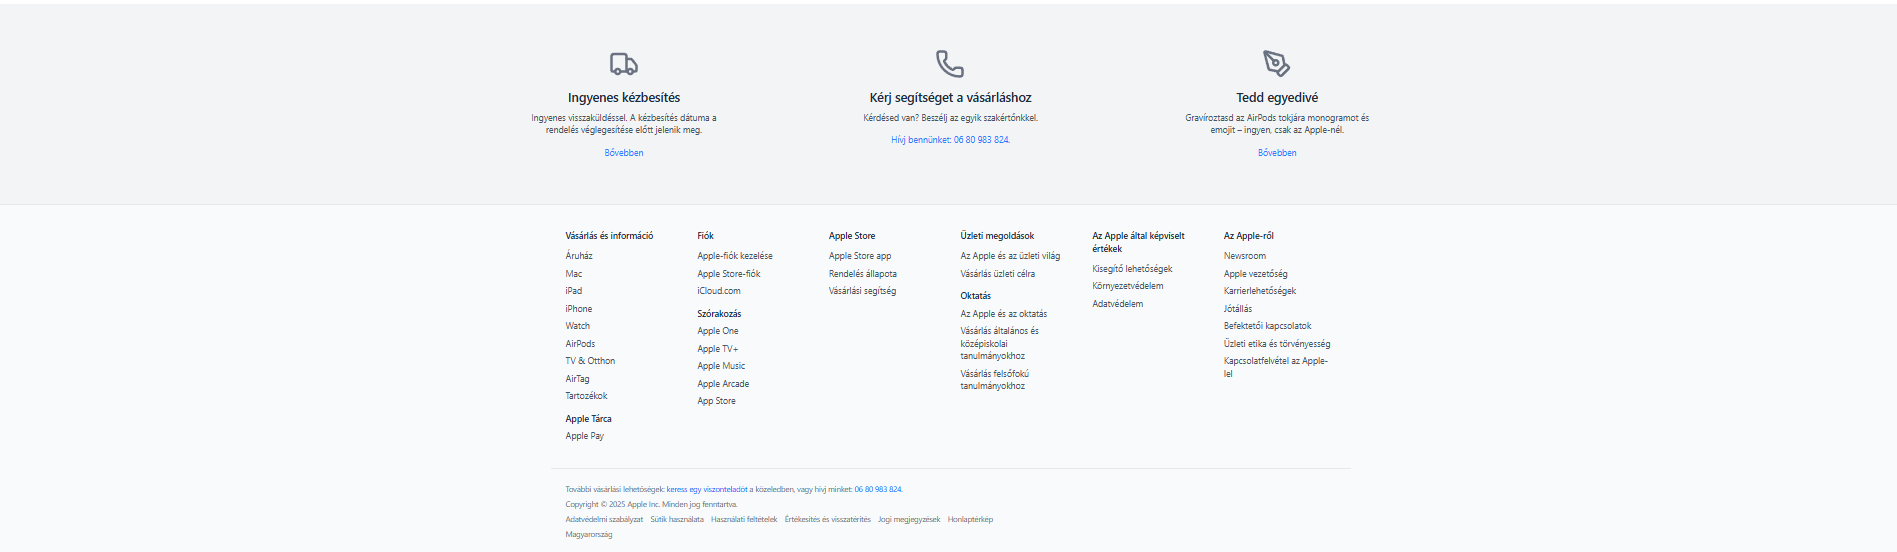 Ingyenes kézbesítés
Ingyenes visszaküldéssel. A kézbesítés dátuma a
rendelés véglegesítése előtt jelenik meg.
Bővebben
Kérj segítséget a vásárláshoz
Kérdésed van? Beszélj az egyik szakértőnkkel.
Hívj bennünket: 06 80 983 824.
Tedd egyedivé
Gravíroztasd az AirPods tokjára monogramot és
emojit – ingyen, csak az Apple-nél.
Bővebben
Vásárlás és információ
Áruház
Mac
iPad
iPhone
Watch
AirPods
TV & Otthon
AirTag
Tartozékok
Apple Tárca
Apple Pay
Fiók
Apple-fiók kezelése
Apple Store-fiók
iCloud.com
Szórakozás
Apple One
Apple TV+
Apple Music
Apple Arcade
App Store
Apple Store
Apple Store app
Rendelés állapota
Vásárlási segítség
Üzleti megoldások
Az Apple és az üzleti világ
Vásárlás üzleti célra
Oktatás
Az Apple és az oktatás
Vásárlás általános és
középiskolai
tanulmányokhoz
Vásárlás felsőfokú
tanulmányokhoz
Az Apple által képviselt
értékek
Kisegítő lehetőségek
Környezetvédelem
Adatvédelem
Az Apple-ről
Newsroom
Apple vezetőség
Karrierlehetőségek
Jótállás
Befektetői kapcsolatok
Üzleti etika és törvényesség
Kapcsolatfelvétel az Apple-
lel
További vásárlási lehetőségek: keress egy viszonteladót a közeledben, vagy hívj minket: 06 80 983 824.
Copyright © 2025 Apple Inc. Minden jog fenntartva.
Adatvédelmi szabályzat Sütik használata Használati feltételek Értékesítés és visszatérítés Jogi megjegyzések Honlaptérkép
Magyarország